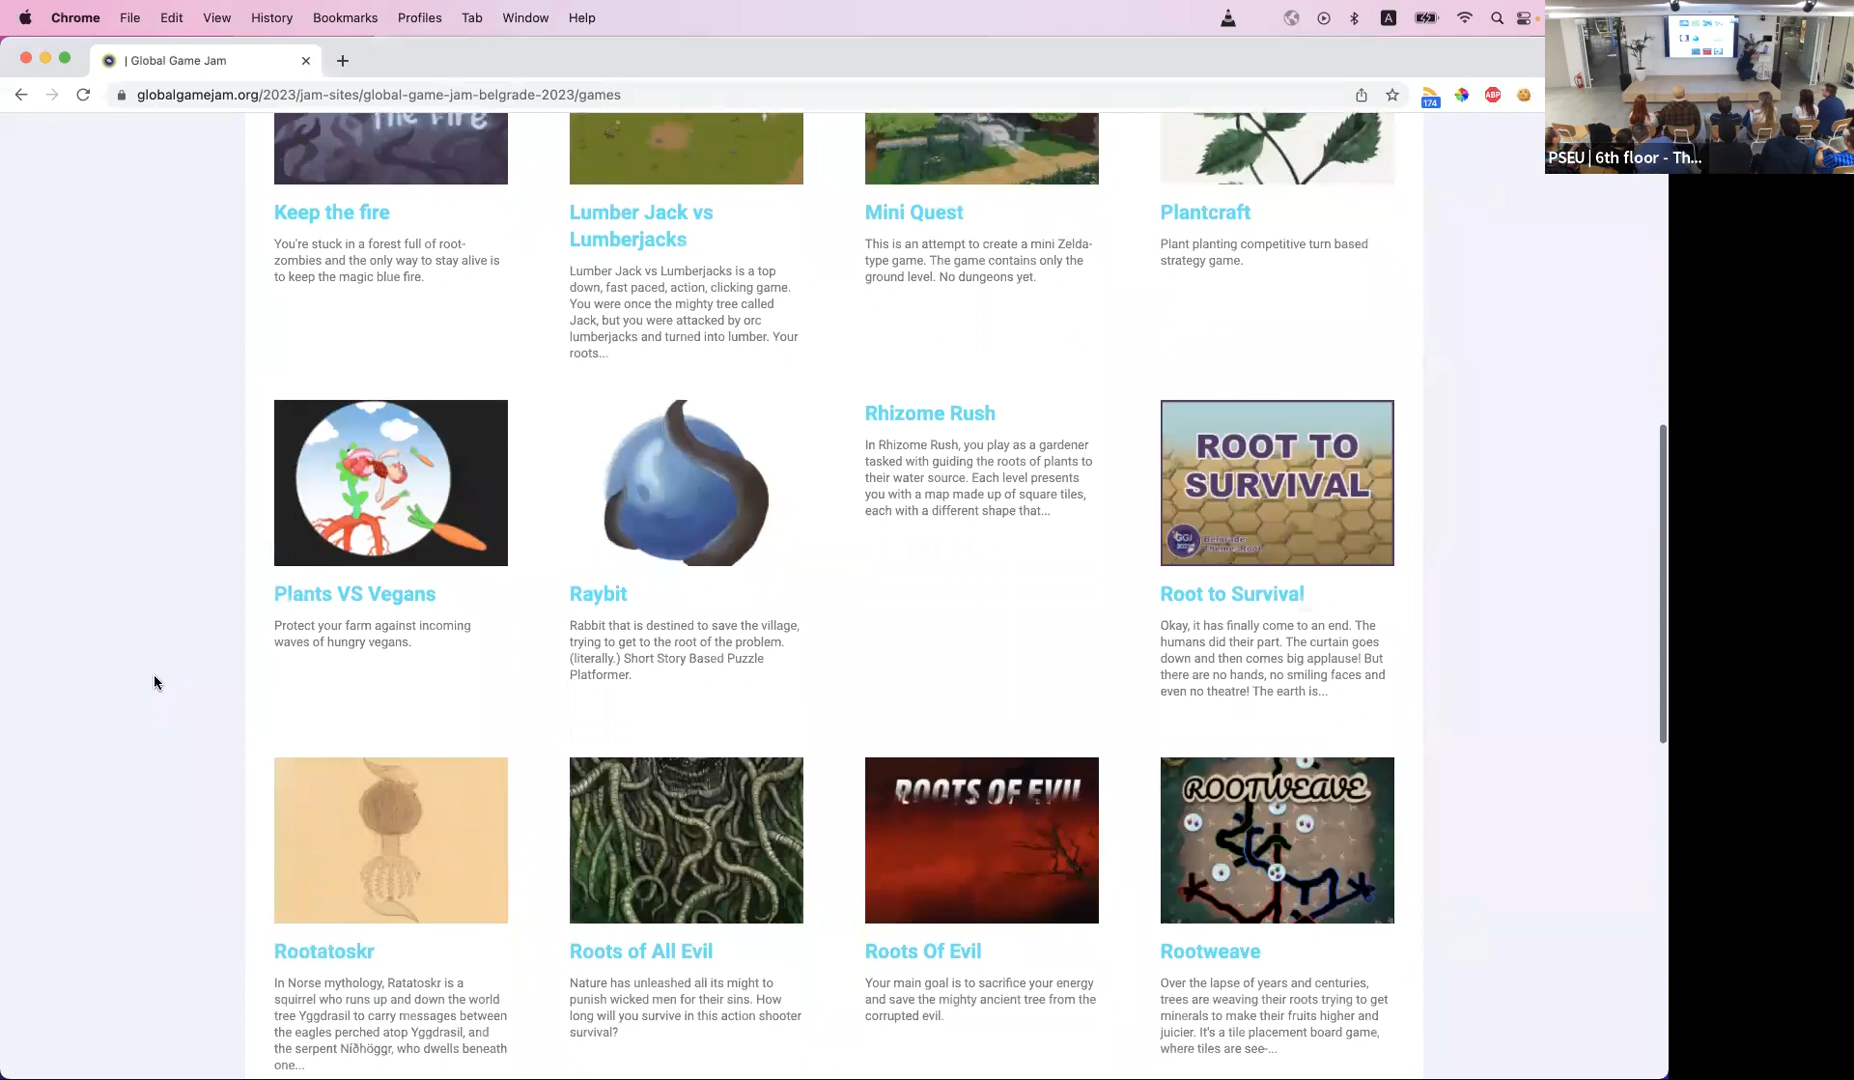 Chrome File Edit View History Bookmarks Profiles Tab Window Help
A
| Global Game Jam
globalgamejam.org/2023/jam-sites/global-game-jam-belgrade-2023/games
174
ABP
PSEU | 6th floor - Th...
The Fire
Keep the fire
You're stuck in a forest full of root-
zombies and the only way to stay alive is
to keep the magic blue fire.
Lumber Jack vs
Lumberjacks
Lumber Jack vs Lumberjacks is a top
down, fast paced, action, clicking game.
You were once the mighty tree called
Jack, but you were attacked by orc
lumberjacks and turned into lumber. Your
roots...
Mini Quest
This is an attempt to create a mini Zelda-
type game. The game contains only the
ground level. No dungeons yet.
Plantcraft
Plant planting competitive turn based
strategy game.
Plants VS Vegans
Protect your farm against incoming
waves of hungry vegans.
Raybit
Rabbit that is destined to save the village,
trying to get to the root of the problem.
(literally.) Short Story Based Puzzle
Platformer.
Rhizome Rush
In Rhizome Rush, you play as a gardener
tasked with guiding the roots of plants to
their water source. Each level presents
you with a map made up of square tiles,
each with a different shape that...
ROOT TO
SURVIVAL
GGJ
Belgrade
Theme: Root
Root to Survival
Okay, it has finally come to an end. The
humans did their part. The curtain goes
down and then comes big applause! But
there are no hands, no smiling faces and
even no theatre! The earth is...
Rootatoskr
In Norse mythology, Ratatoskr is a
squirrel who runs up and down the world
tree Yggdrasil to carry messages between
the eagles perched atop Yggdrasil, and
the serpent Níðhöggr, who dwells beneath
one...
Roots of All Evil
Nature has unleashed all its might to
punish wicked men for their sins. How
long will you survive in this action shooter
survival?
ROOTS OF EVIL
Roots Of Evil
Your main goal is to sacrifice your energy
and save the mighty ancient tree from the
corrupted evil.
ROOTWEAVE
Rootweave
Over the lapse of years and centuries,
trees are weaving their roots trying to get
minerals to make their fruits higher and
juicier. It's a tile placement board game,
where tiles are see-...